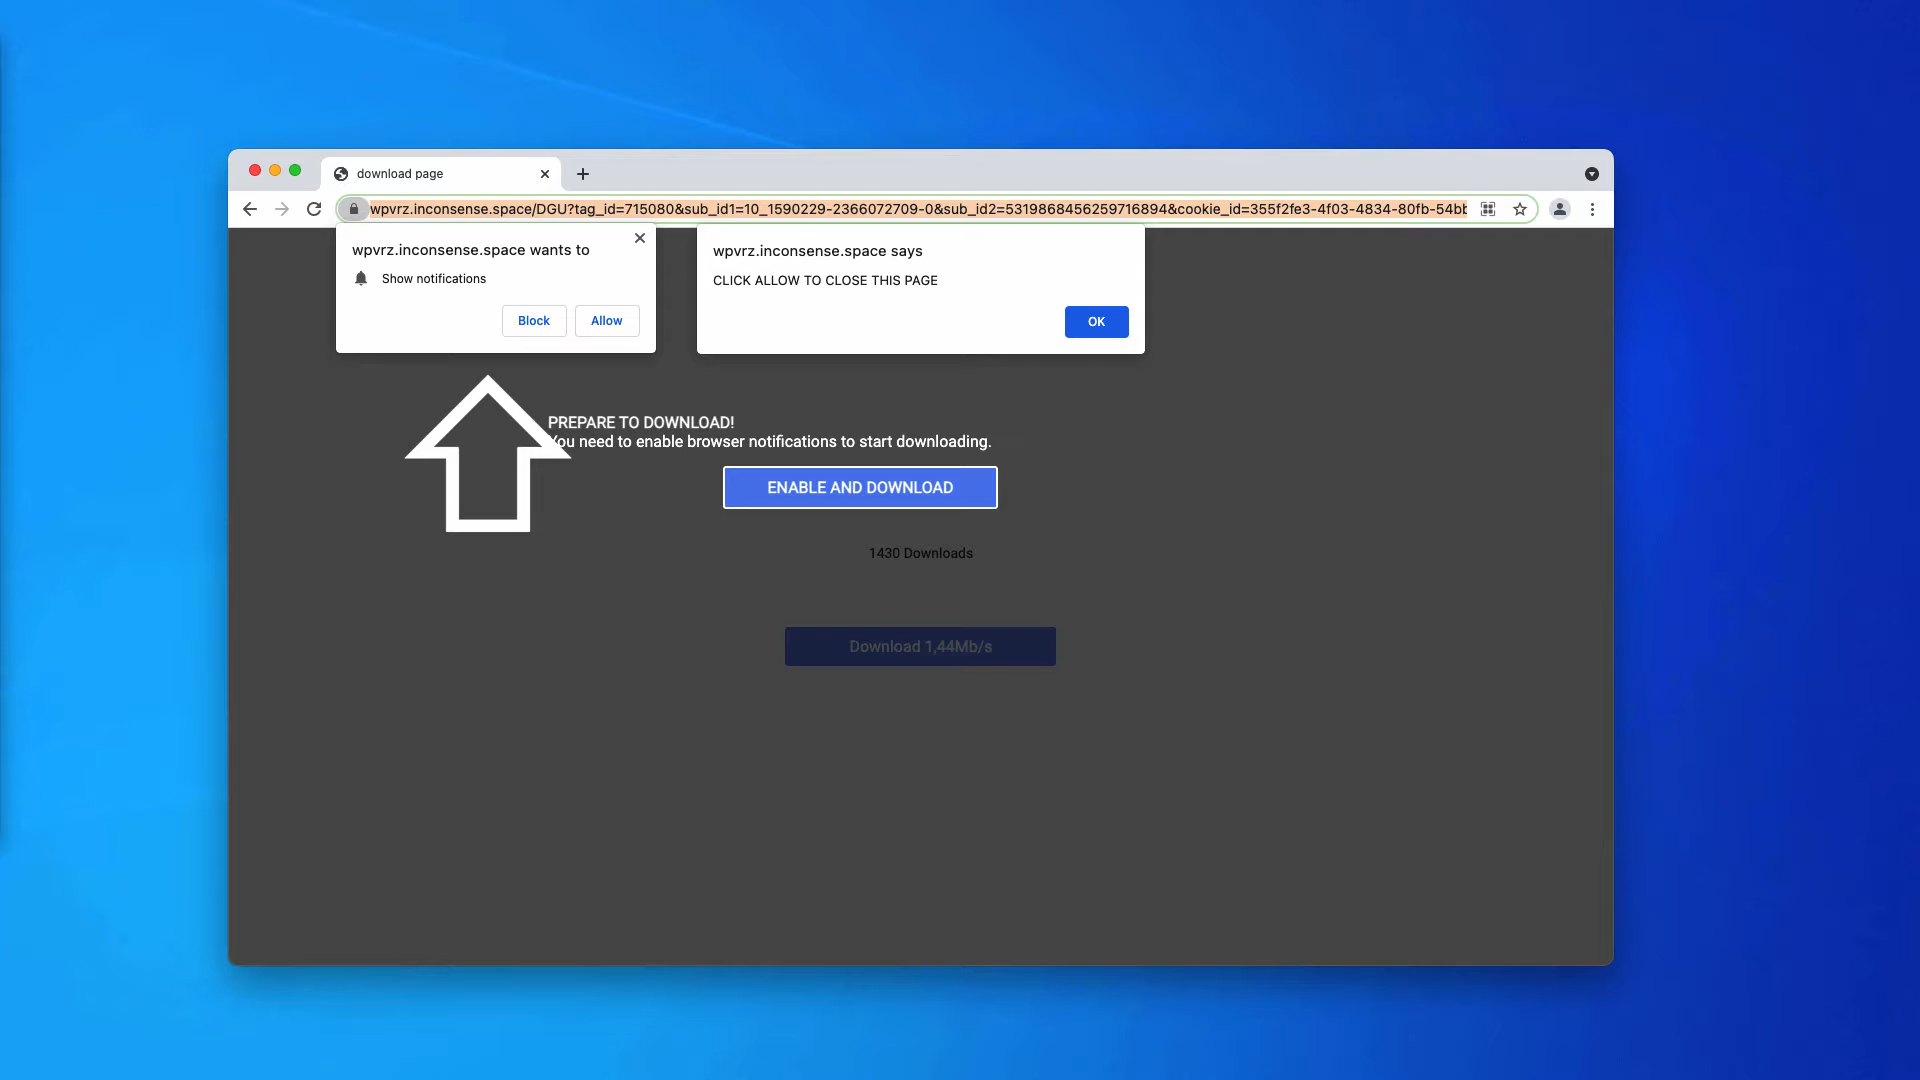 download page
wpvrz.inconsense.space/DGU?tag_id=715080&sub_id1=10_1590229-2366072709-0&sub_id2=5319868456259716894&cookie_id=355f2fe3-4f03-4834-80fb-54bb
wpvrz.inconsense.space wants to
Show notifications
Block
Allow
wpvrz.inconsense.space says
CLICK ALLOW TO CLOSE THIS PAGE
OK
PREPARE TO DOWNLOAD!
You need to enable browser notifications to start downloading.
ENABLE AND DOWNLOAD
1430 Downloads
Download 1,44Mb/s